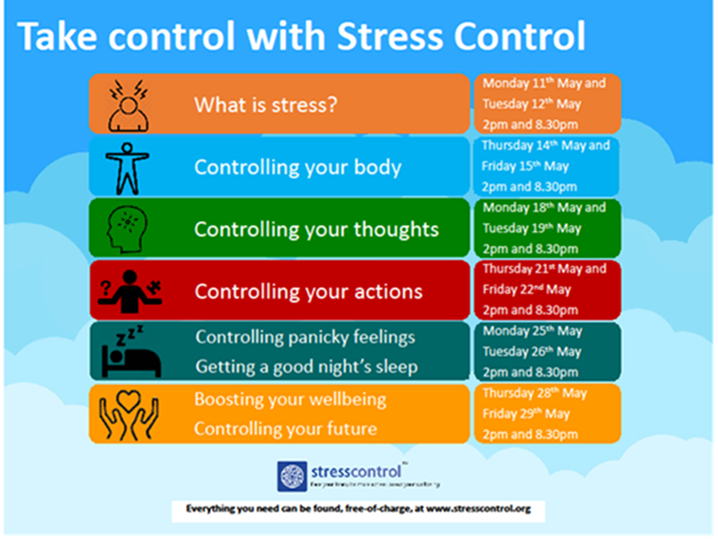 Take control with Stress Control
What is stress?
Monday 11th May and
Tuesday 12th May
2pm and 8.30pm
Controlling your body
Thursday 14th May and
Friday 15th May
2pm and 8.30pm
Controlling your thoughts
Monday 18th May and
Tuesday 19th May
2pm and 8.30pm
?
Controlling your actions
Thursday 21st May and
Friday 22nd May
2pm and 8.30pm
zzz
Controlling panicky feelings
Getting a good night's sleep
Monday 25th May
Tuesday 26th May
2pm and 8.30pm
Boosting your wellbeing
Controlling your future
Thursday 28th May
Friday 29th May
2pm and 8.30pm
stresscontrol™
Everything you need can be found, free-of-charge, at www.stresscontrol.org